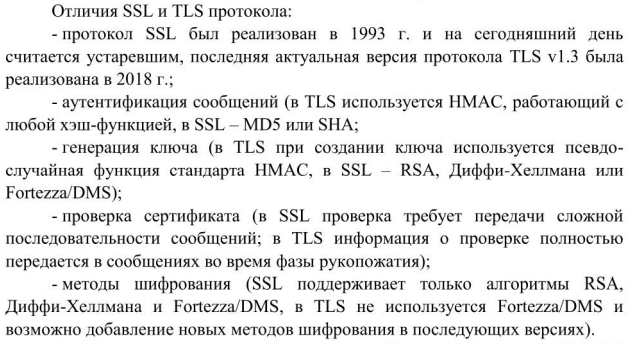 Отличия SSL и TLS протокола:
- протокол SSL был реализован в 1993 г. и на сегодняшний день
считается устаревшим, последняя актуальная версия протокола TLS v1.3 была
реализована в 2018 г.;
- аутентификация сообщений (в TLS используется HMAC, работающий с
любой хэш-функцией, в SSL – MD5 или SHA;
- генерация ключа (в TLS при создании ключа используется псевдо-
случайная функция стандарта HMAC, в SSL – RSA, Диффи-Хеллмана или
Fortezza/DMS);
- проверка сертификата (в SSL проверка требует передачи сложной
последовательности сообщений; в TLS информация о проверке полностью
передается в сообщениях во время фазы рукопожатия);
- методы шифрования (SSL поддерживает только алгоритмы RSA,
Диффи-Хеллмана и Fortezza/DMS, в TLS не используется Fortezza/DMS и
возможно добавление новых методов шифрования в последующих версиях).